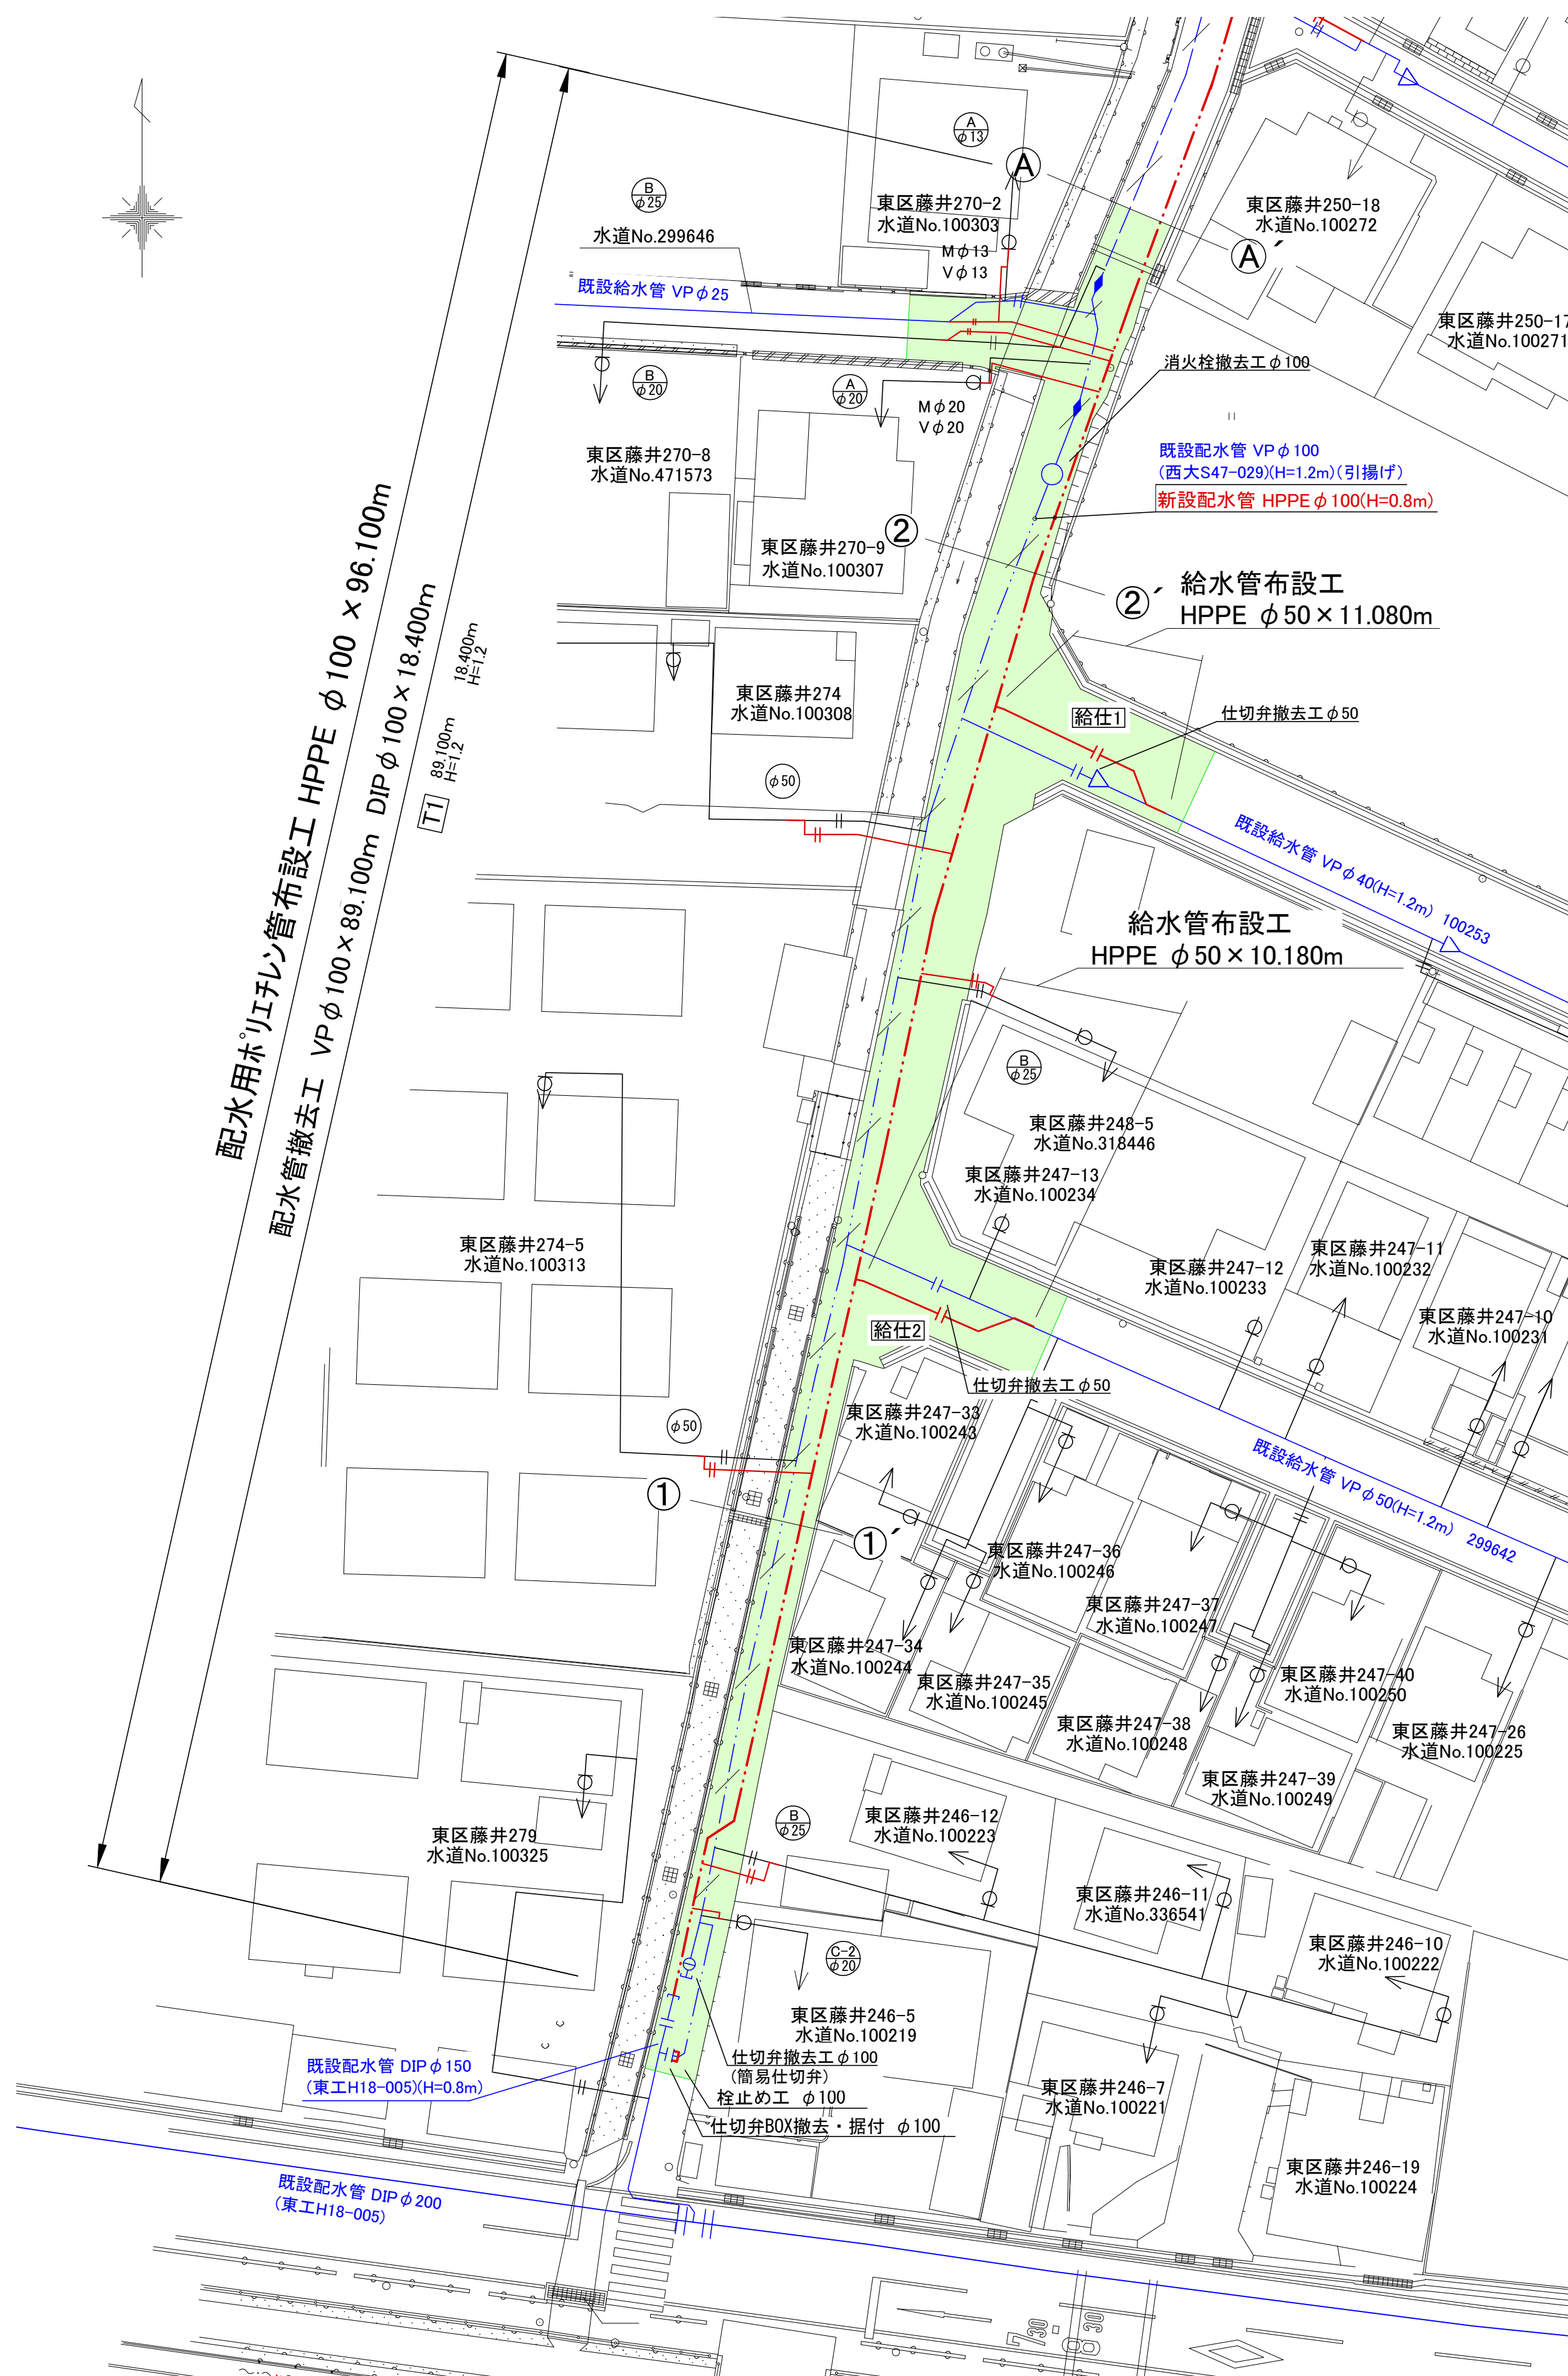 A
φ13
A
東区藤井270-2
水道No.100303
Mφ13
Vφ13
B
φ25
水道No.299646
既設給水管 VPφ25
東区藤井250-18
水道No.100272
A´
東区藤井250-17
水道No.100271
消火栓撤去工φ100
B
φ20
A
φ20
Mφ20
Vφ20
東区藤井270-8
水道No.471573
既設配水管 VPφ100
(西大S47-029)(H=1.2m)(引揚げ)
新設配水管 HPPEφ100(H=0.8m)
東区藤井270-9
水道No.100307
②
②´
給水管布設工
HPPE φ50×11.080m
配水用ポリエチレン管布設工 HPPE φ100 ×96.100m
配水管撤去工 VPφ100×89.100m DIPφ100×18.400m
T1
89.100m
H=1.2
18.400m
H=1.2
東区藤井274
水道No.100308
φ50
給仕1
仕切弁撤去工φ50
既設給水管 VPφ40(H=1.2m) 100253
給水管布設工
HPPE φ50×10.180m
B
φ25
東区藤井248-5
水道No.318446
東区藤井247-13
水道No.100234
東区藤井247-12
水道No.100233
東区藤井247-11
水道No.100232
東区藤井247-10
水道No.100231
東区藤井274-5
水道No.100313
給仕2
仕切弁撤去工φ50
φ50
東区藤井247-33
水道No.100243
既設給水管 VPφ50(H=1.2m) 299642
①
①´
東区藤井247-36
水道No.100246
東区藤井247-37
水道No.100247
東区藤井247-34
水道No.100244
東区藤井247-35
水道No.100245
東区藤井247-40
水道No.100250
東区藤井247-38
水道No.100248
東区藤井247-26
水道No.100225
東区藤井247-39
水道No.100249
東区藤井279
水道No.100325
B
φ25
東区藤井246-12
水道No.100223
東区藤井246-11
水道No.336541
東区藤井246-10
水道No.100222
C-2
φ20
東区藤井246-5
水道No.100219
仕切弁撤去工φ100
(簡易仕切弁)
栓止め工 φ100
仕切弁BOX撤去・据付 φ100
既設配水管 DIPφ150
(東工H18-005)(H=0.8m)
東区藤井246-7
水道No.100221
東区藤井246-19
水道No.100224
既設配水管 DIPφ200
(東工H18-005)